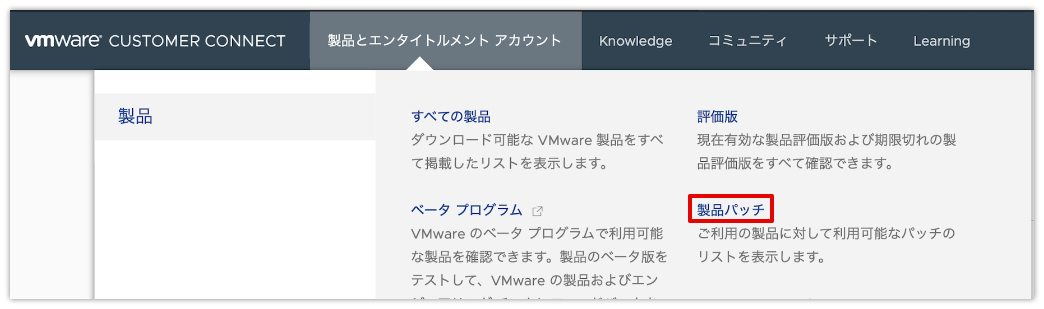 vmware® CUSTOMER CONNECT 製品とエンタイトルメント アカウント Knowledge コミュニティ サポート Learning
製品
すべての製品
ダウンロード可能な VMware 製品をすべ
て掲載したリストを表示します。
評価版
現在有効な製品評価版および期限切れの製
品評価版をすべて確認できます。
ベータ プログラム
VMware のベータ プログラムで利用可能
な製品を確認できます。製品のベータ版を
テストして、VMware の製品およびエン
製品パッチ
ご利用の製品に対して利用可能なパッチの
リストを表示します。